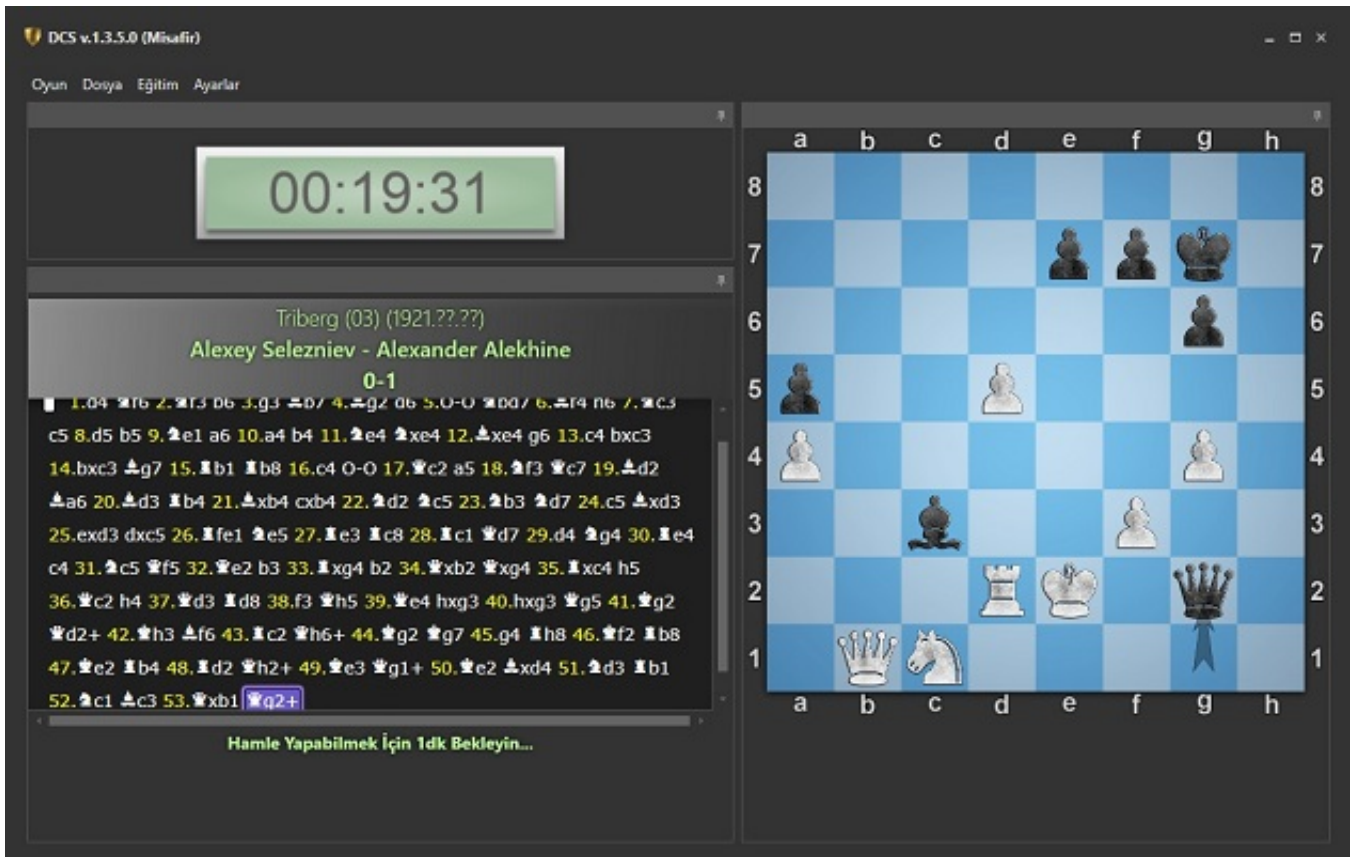 DCS v.1.3.5.0 (Misafir)
Oyun Dosya Eğitim Ayarlar
00:19:31
Triberg (03) (1921.??.??)
Alexey Selezniev - Alexander Alekhine
0-1
1.d4 ♞f6 2.♞f3 b6 3.g3 ♝b7 4.♝g2 d6 5.O-O ♞bd7 6.♝f4 h6 7.♞c3
c5 8.d5 b5 9.♞e1 a6 10.a4 b4 11.♞e4 ♞xe4 12.♝xe4 g6 13.c4 bxc3
14.bxc3 ♝g7 15.♜b1 ♜b8 16.c4 O-O 17.♛c2 a5 18.♞f3 ♛c7 19.♝d2
♝a6 20.♝d3 ♜b4 21.♝xb4 cxb4 22.♞d2 ♞c5 23.♞b3 ♞d7 24.c5 ♝xd3
25.exd3 dxc5 26.♜fe1 ♞e5 27.♜e3 ♜c8 28.♜c1 ♛d7 29.d4 ♞g4 30.♜e4
c4 31.♞c5 ♛f5 32.♛e2 b3 33.♜xg4 b2 34.♛xb2 ♛xg4 35.♜xc4 h5
36.♛c2 h4 37.♛d3 ♜d8 38.f3 ♛h5 39.♛e4 hxg3 40.hxg3 ♛g5 41.♚g2
♛d2+ 42.♚h3 ♝f6 43.♜c2 ♛h6+ 44.♚g2 ♚g7 45.g4 ♜h8 46.♚f2 ♜b8
47.♚e2 ♜b4 48.♜d2 ♛h2+ 49.♚e3 ♛g1+ 50.♚e2 ♝xd4 51.♞d3 ♜b1
52.♞c1 ♝c3 53.♛xb1 ♛g2+
Hamle Yapabilmek İçin 1dk Bekleyin...
a b c d e f g h
8 8
7 7
6 6
5 5
4 4
3 3
2 2
1 1
a b c d e f g h